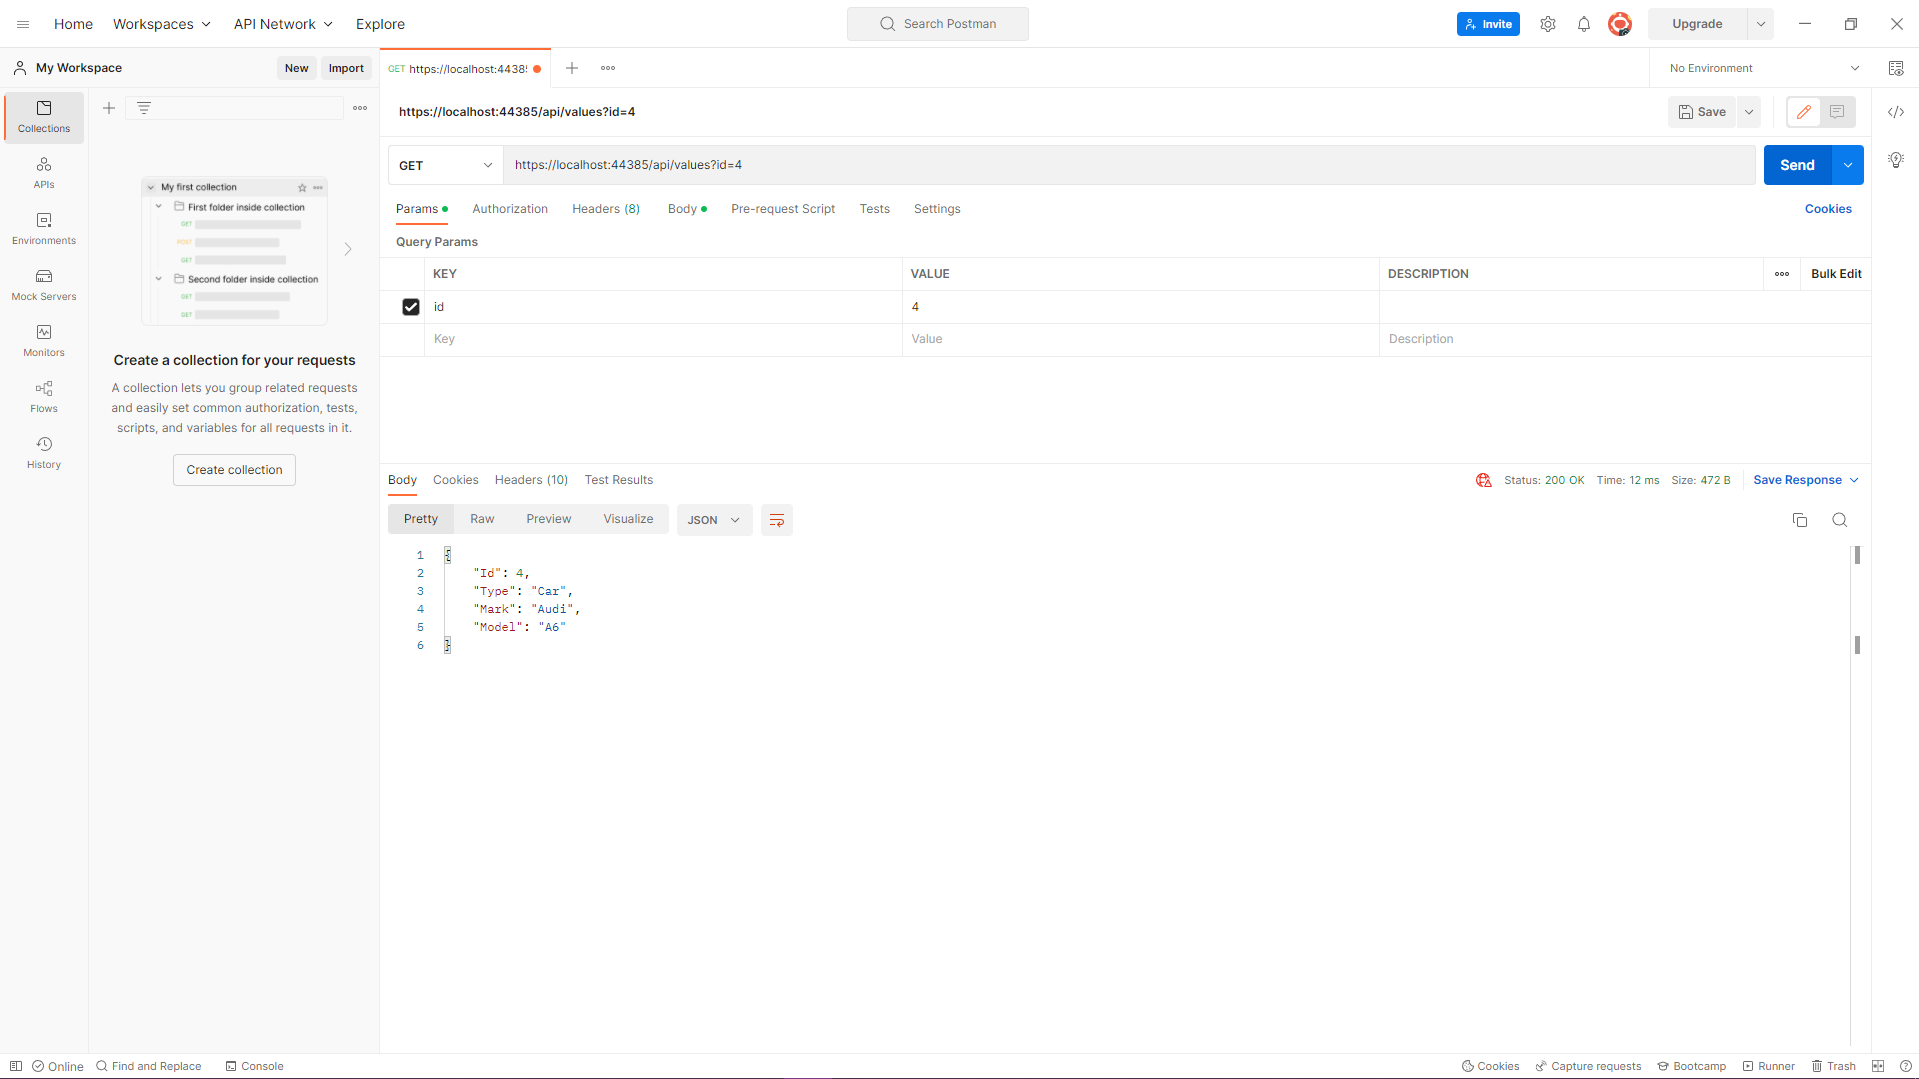 Home Workspaces API Network Explore Search Postman Invite Upgrade
My Workspace New Import GET https://localhost:4438 No Environment
https://localhost:44385/api/values?id=4 Save
Collections
APIs
Environments
Mock Servers
Monitors
Flows
History
My first collection
First folder inside collection
GET
POST
GET
Second folder inside collection
GET
GET
Create a collection for your requests
A collection lets you group related requests
and easily set common authorization, tests,
scripts, and variables for all requests in it.
Create collection
GET https://localhost:44385/api/values?id=4 Send
Params Authorization Headers (8) Body Pre-request Script Tests Settings Cookies
Query Params
KEY VALUE DESCRIPTION Bulk Edit
id 4
Key Value Description
Body Cookies Headers (10) Test Results Status: 200 OK Time: 12 ms Size: 472 B Save Response
Pretty Raw Preview Visualize JSON
1 {
2 "Id": 4,
3 "Type": "Car",
4 "Mark": "Audi",
5 "Model": "A6"
6 }
Online Find and Replace Console Cookies Capture requests Bootcamp Runner Trash